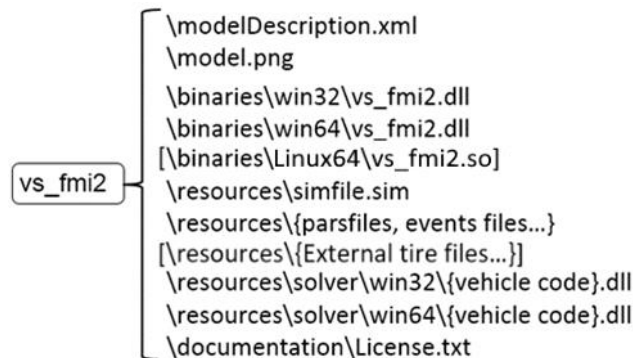 vs_fmi2
\modelDescription.xml
\model.png
\binaries\win32\vs_fmi2.dll
\binaries\win64\vs_fmi2.dll
[\binaries\Linux64\vs_fmi2.so]
\resources\simfile.sim
\resources\{parsfiles, events files…}
[\resources\{External tire files…}]
\resources\solver\win32\{vehicle code}.dll
\resources\solver\win64\{vehicle code}.dll
\documentation\License.txt